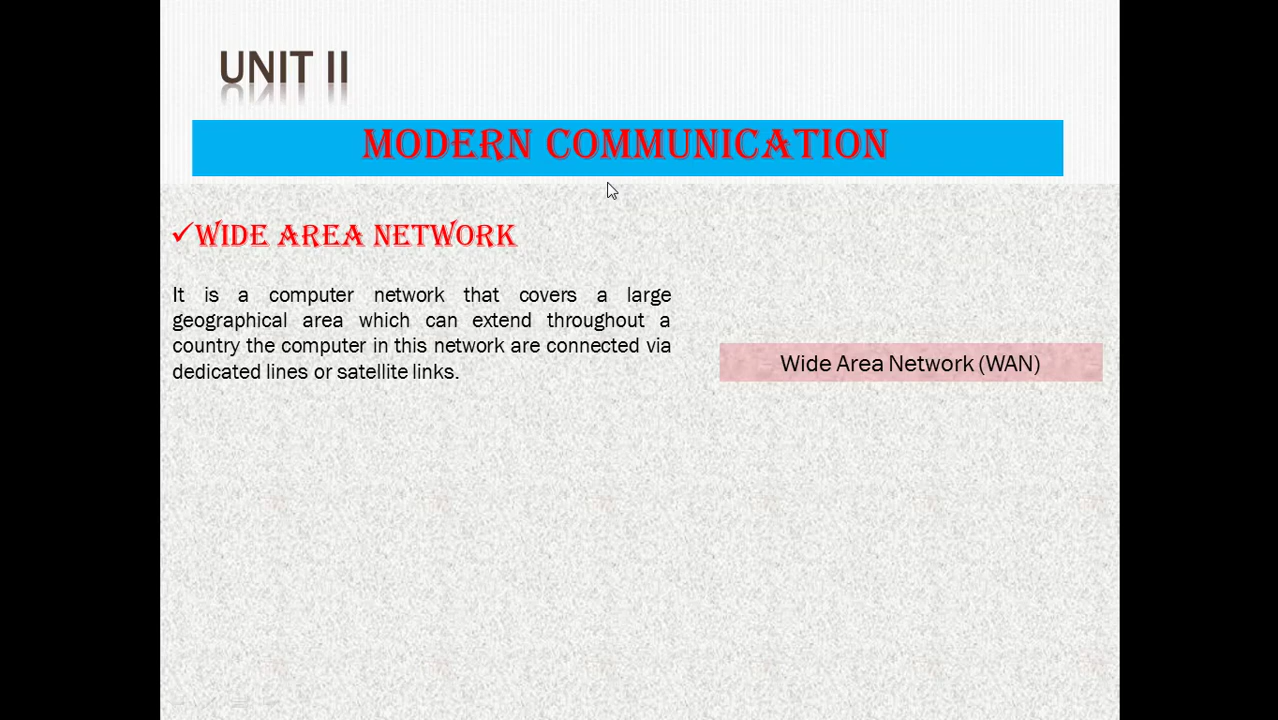 UNIT II
MODERN COMMUNICATION
✓WIDE AREA NETWORK
It is a computer network that covers a large
geographical area which can extend throughout a
country the computer in this network are connected via
dedicated lines or satellite links.
Wide Area Network (WAN)